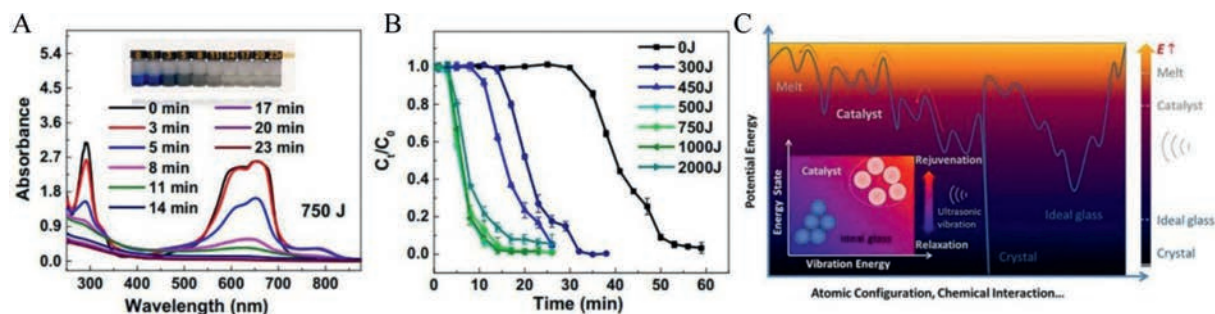 A
5.4
4.5
3.6
2.7
1.8
0.9
0.0
Absorbance
0 min
3 min
5 min
8 min
11 min
14 min
17 min
20 min
23 min
750 J
300 400 500 600 700 800
Wavelength (nm)
B
1.0
0.8
0.6
0.4
0.2
0.0
Cₜ/C₀
0J
300J
450J
500J
750J
1000J
2000J
0 10 20 30 40 50 60
Time (min)
C
Potential Energy
Melt
Catalyst
Energy State
Catalyst
Ideal glass
Vibration Energy
Rejuvenation
Ultrasonic
vibration
Relaxation
Ideal glass
Crystal
Atomic Configuration, Chemical Interaction...
E ↑
Melt
Catalyst
Ideal glass
Crystal